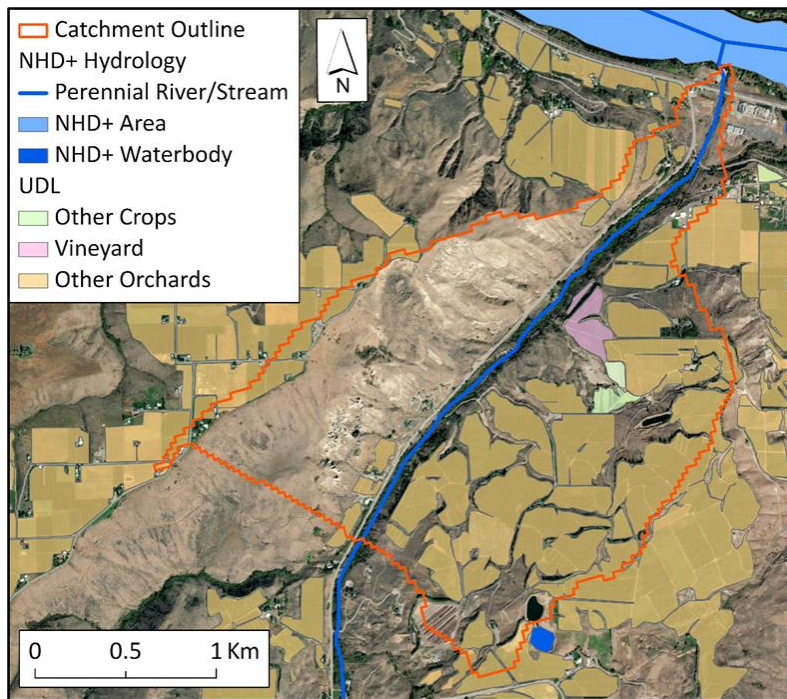 Catchment Outline
NHD+ Hydrology
Perennial River/Stream
NHD+ Area
NHD+ Waterbody
UDL
Other Crops
Vineyard
Other Orchards
N
0 0.5 1 Km